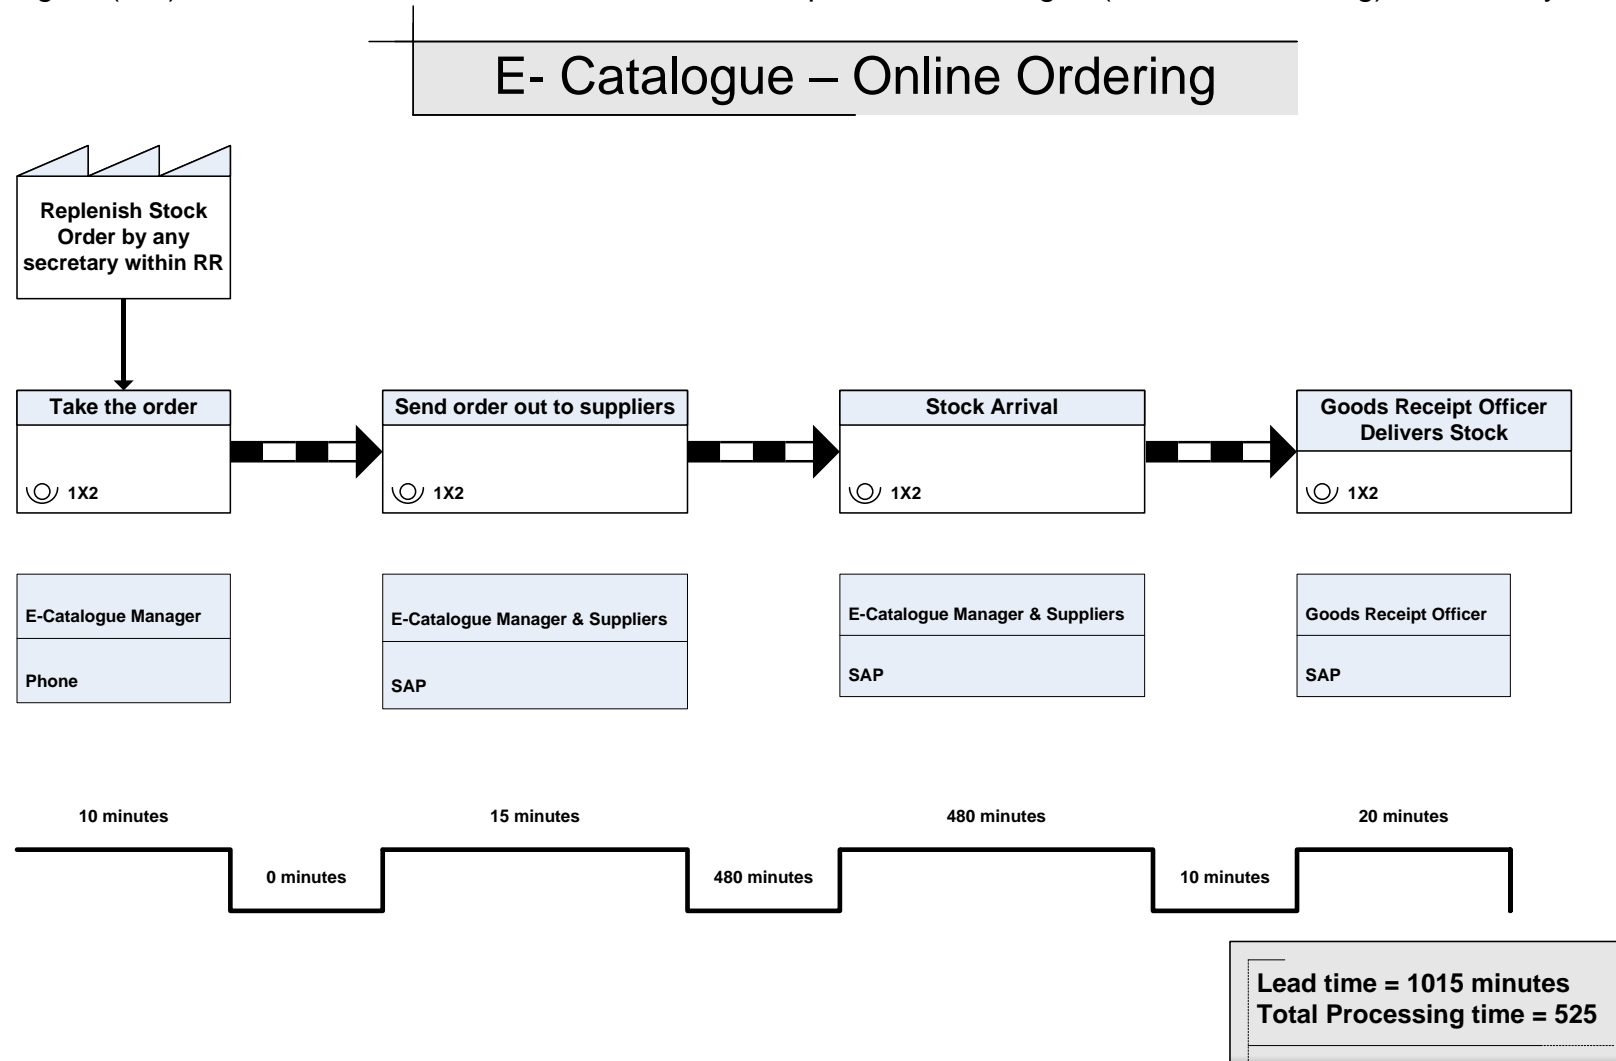 E- Catalogue – Online Ordering
Replenish Stock
Order by any
secretary within RR
Take the order
Send order out to suppliers
Stock Arrival
Goods Receipt Officer
Delivers Stock
1X2
1X2
1X2
1X2
E-Catalogue Manager
E-Catalogue Manager & Suppliers
E-Catalogue Manager & Suppliers
Goods Receipt Officer
Phone
SAP
SAP
SAP
10 minutes
15 minutes
480 minutes
20 minutes
0 minutes
480 minutes
10 minutes
Lead time = 1015 minutes
Total Processing time = 525